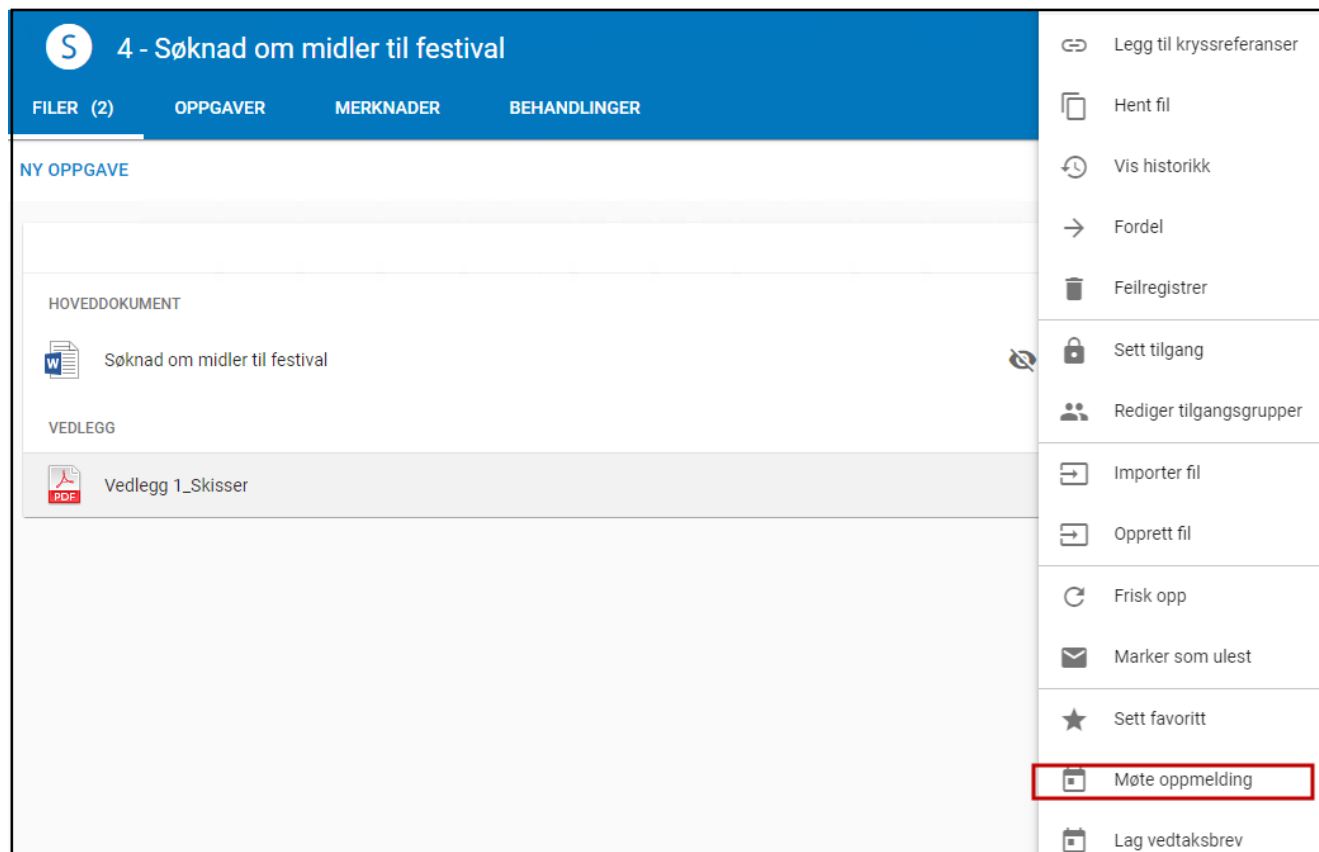 S 4 - Søknad om midler til festival
FILER (2) OPPGAVER MERKNADER BEHANDLINGER
NY OPPGAVE
HOVEDDOKUMENT
W Søknad om midler til festival
VEDLEGG
PDF Vedlegg 1_Skisser
Legg til kryssreferanser
Hent fil
Vis historikk
Fordel
Feilregistrer
Sett tilgang
Rediger tilgangsgrupper
Importer fil
Opprett fil
Frisk opp
Marker som ulest
Sett favoritt
Møte oppmelding
Lag vedtaksbrev